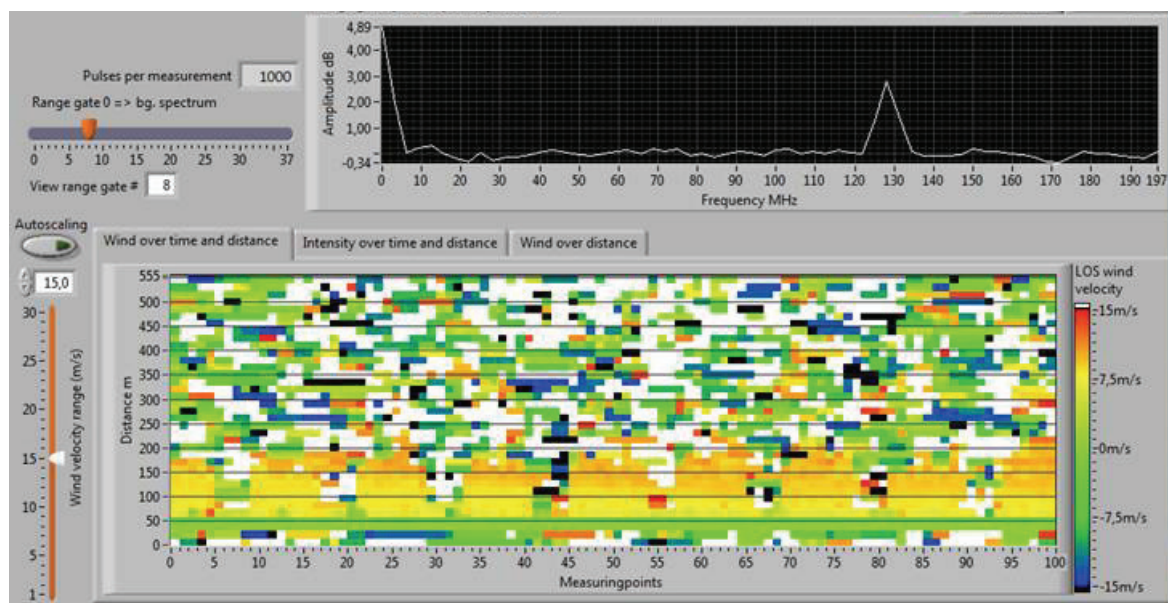 Pulses per measurement 1000
Range gate 0 => bg. spectrum
0 5 10 15 20 25 30 37
View range gate # 8
Amplitude dB
4,89
4,00
3,00
2,00
1,00
-0,34
0 10 20 30 40 50 60 70 80 90 100 110 120 130 140 150 160 170 180 190 197
Frequency MHz
Autoscaling
15,0
30
25
20
15
10
5
1
Wind velocity range (m/s)
Wind over time and distance
Intensity over time and distance
Wind over distance
Distance m
555
500
450
400
350
300
250
200
150
100
50
0
0 5 10 15 20 25 30 35 40 45 50 55 60 65 70 75 80 85 90 95 100
Measuringpoints
LOS wind
velocity
15m/s
7,5m/s
0m/s
-7,5m/s
-15m/s